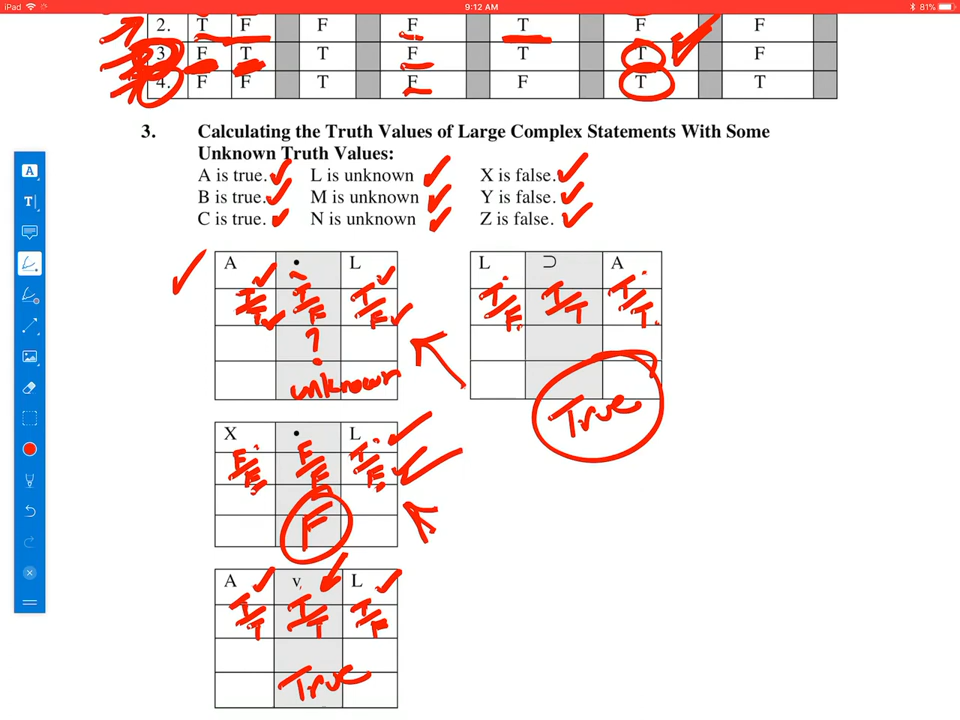 iPad 9:12 AM 81%
2. T F F F T F F
3. F T T F T T F
4. F F T F F T T
3. Calculating the Truth Values of Large Complex Statements With Some
Unknown Truth Values:
A is true. L is unknown X is false.
B is true. M is unknown Y is false.
C is true. N is unknown Z is false.
A • L
T/T T/F T/F
?
unknown
L ⊃ A
T/F T/T T/T
True
X • L
F/F F/F T/F
F
A v, L
T/T T/T T/F
True
A
T